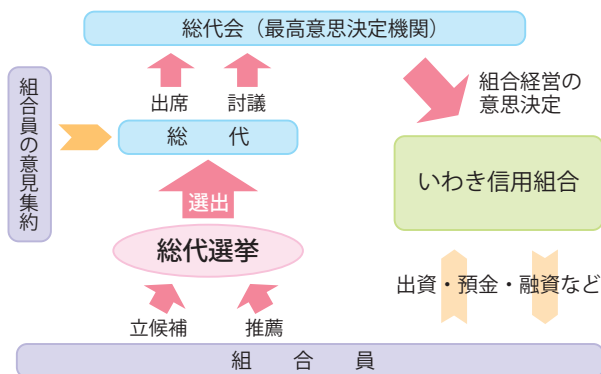 総代会（最高意思決定機関）
出席
討議
組合経営の
意思決定
組合員の意見集約
総　代
いわき信用組合
選出
総代選挙
出資・預金・融資など
立候補
推薦
組　合　員